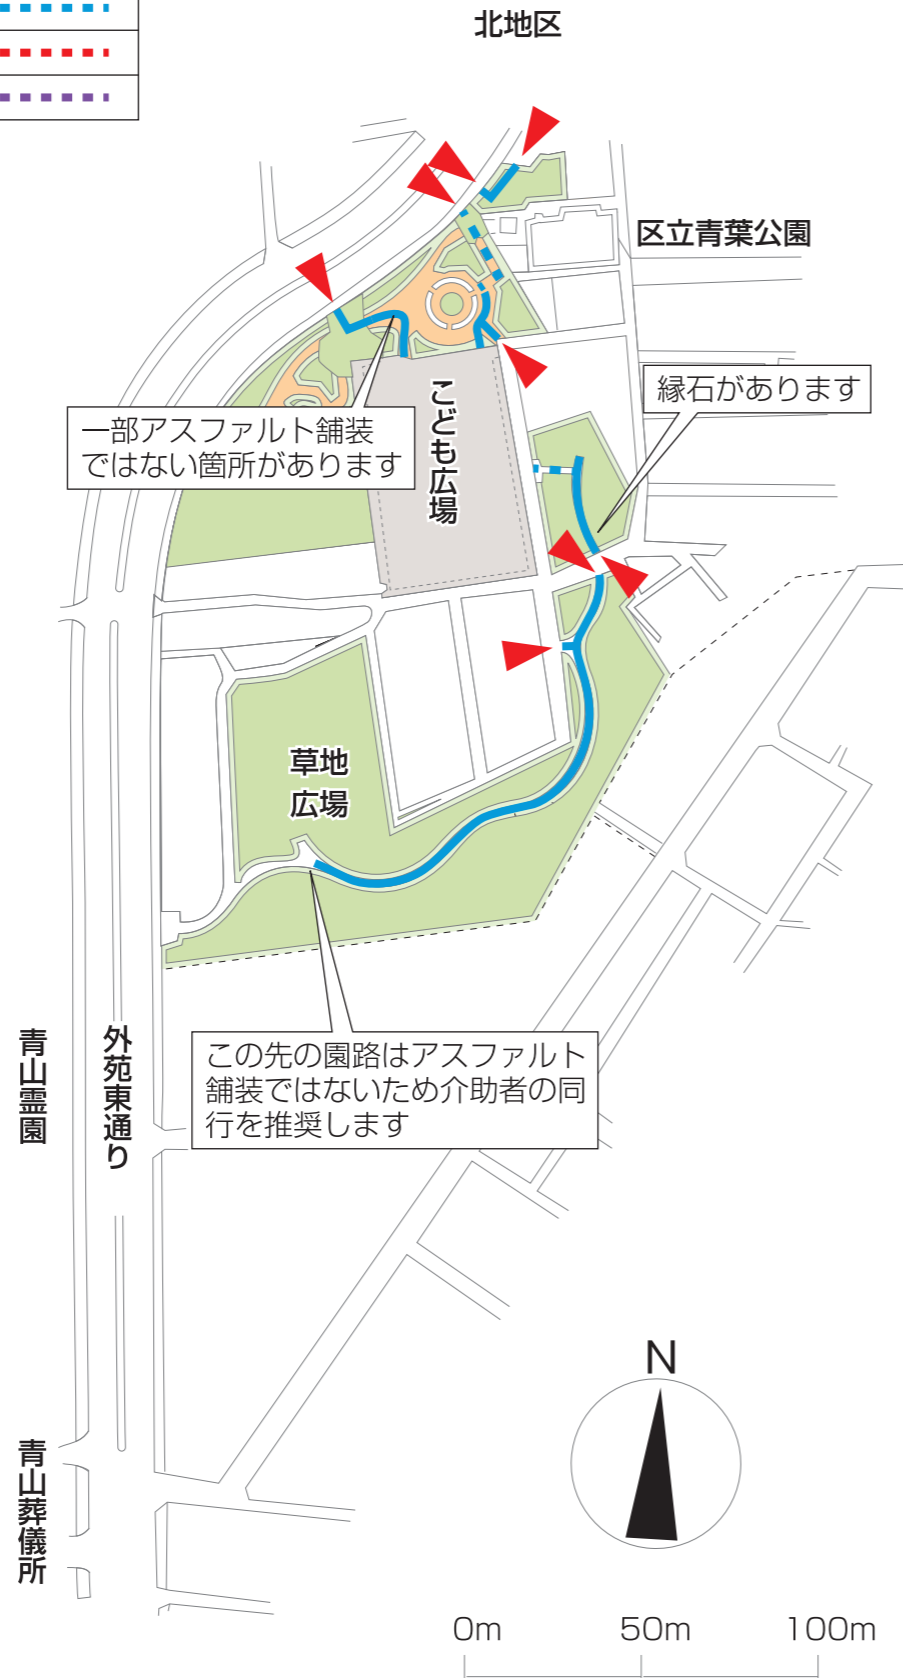 北地区
区立青葉公園
縁石があります
一部アスファルト舗装
ではない箇所があります
こども広場
草地
広場
この先の園路はアスファルト
舗装ではないため介助者の同
行を推奨します
青山霊園
外苑東通り
青山葬儀所
N
0m 50m 100m